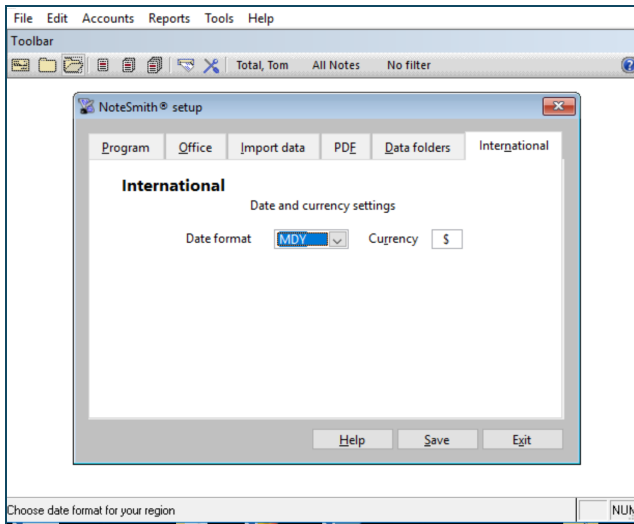 File Edit Accounts Reports Tools Help
Toolbar
Total, Tom All Notes No filter
NoteSmith® setup
Program Office Import data PDF Data folders International
International
Date and currency settings
Date format MDY Currency $
Help Save Exit
Choose date format for your region NUM